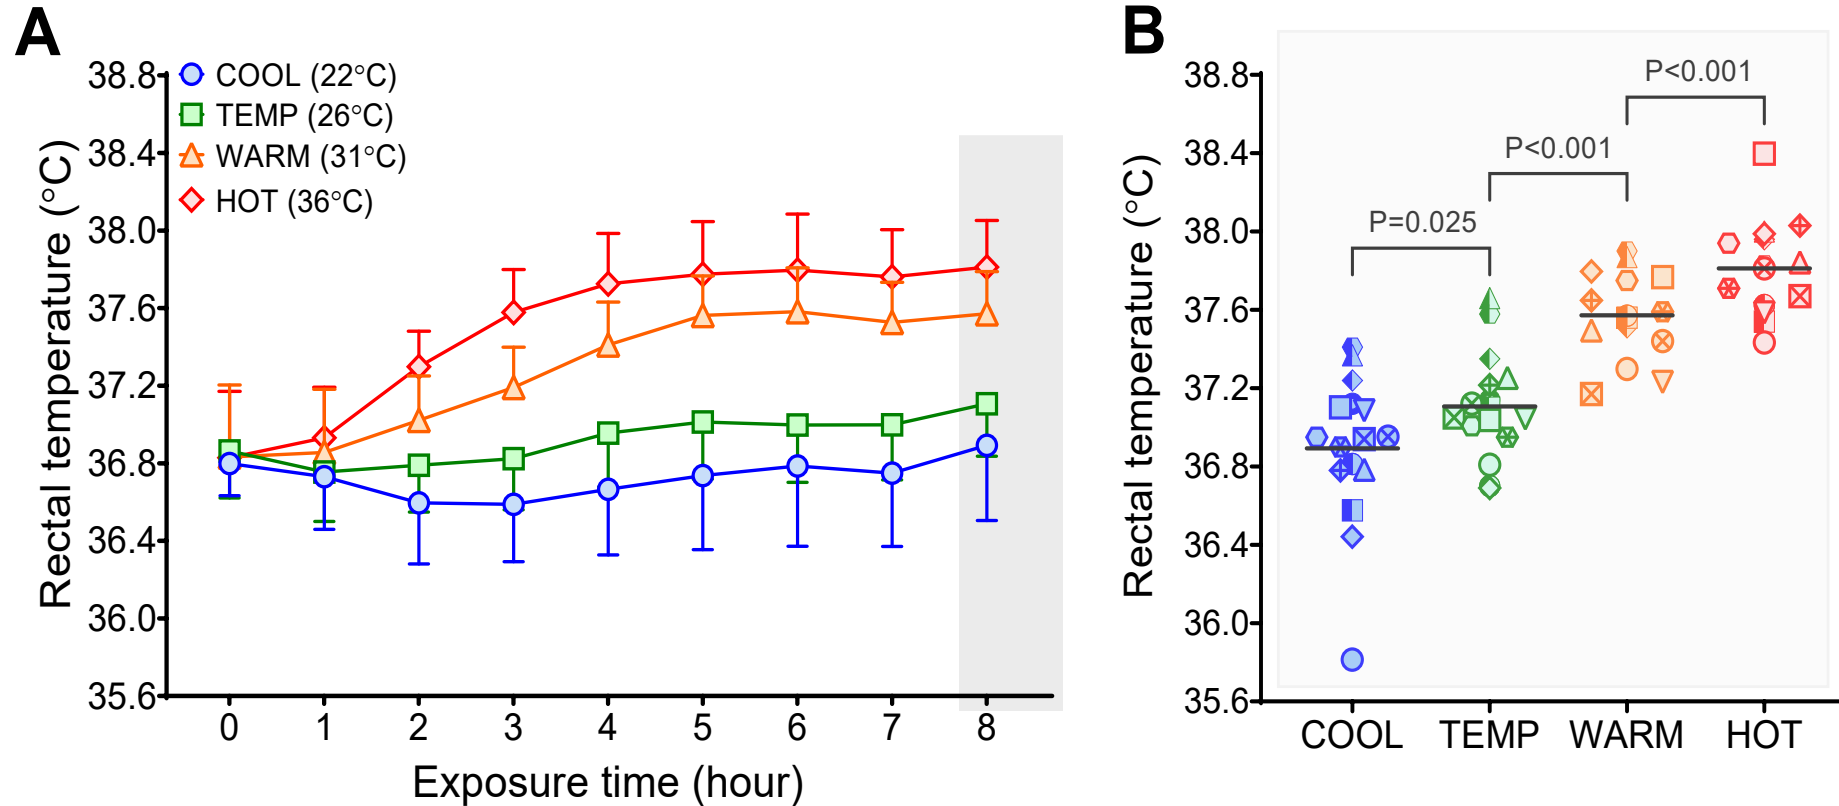 A
Rectal temperature (°C)
38.8
38.4
38.0
37.6
37.2
36.8
36.4
36.0
35.6
COOL (22°C)
TEMP (26°C)
WARM (31°C)
HOT (36°C)
0 1 2 3 4 5 6 7 8
Exposure time (hour)
B
Rectal temperature (°C)
38.8
38.4
38.0
37.6
37.2
36.8
36.4
36.0
35.6
P<0.001
P<0.001
P=0.025
COOL TEMP WARM HOT